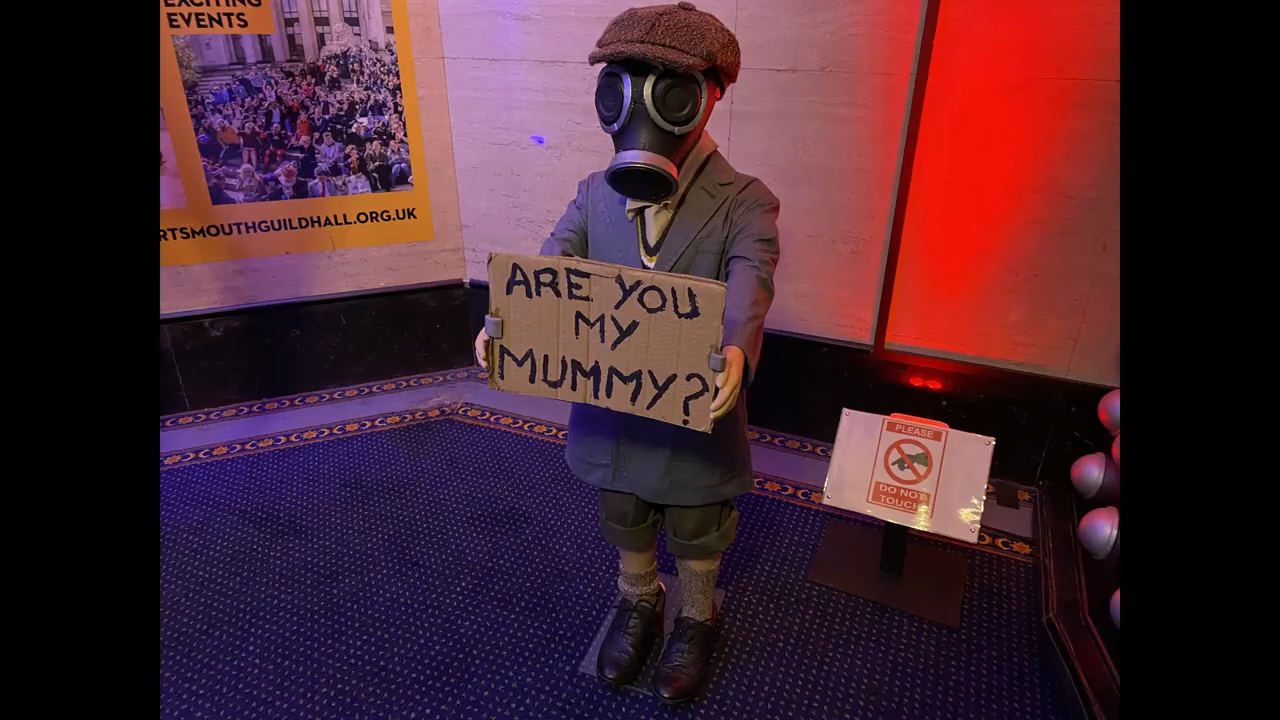 EXCITING
EVENTS
RTSMOUTHGUILDHALL.ORG.UK
ARE YOU
MY
MUMMY?
PLEASE
DO NOT
TOUCH